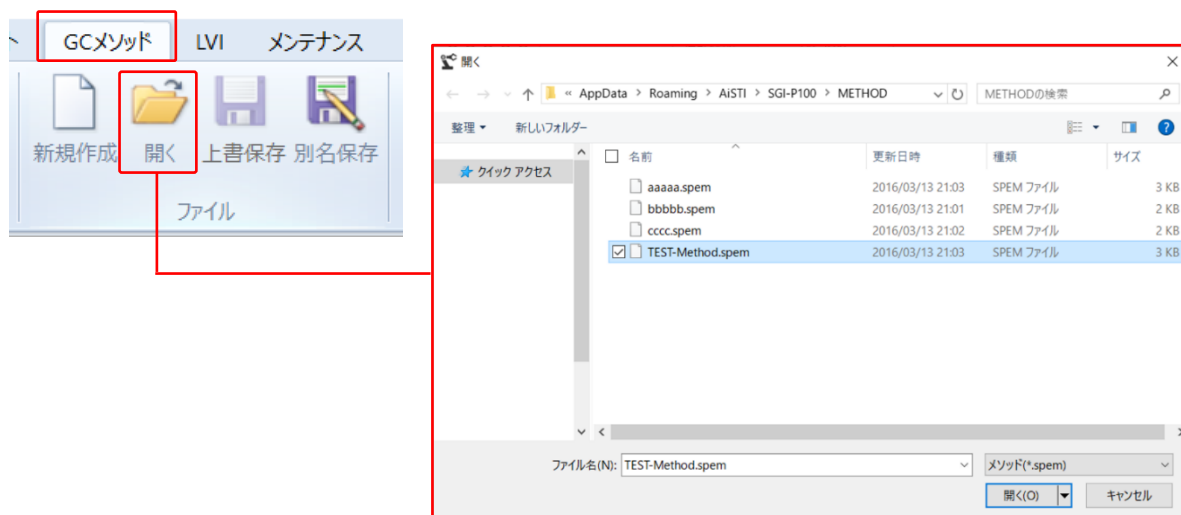 GCメソッド LVI メンテナンス
新規作成 開く 上書保存 別名保存
ファイル
開く
« AppData > Roaming > AiSTI > SGI-P100 > METHOD METHODの検索
整理 新しいフォルダー
クイック アクセス
名前 更新日時 種類 サイズ
aaaaa.spem 2016/03/13 21:03 SPEM ファイル 3 KB
bbbbb.spem 2016/03/13 21:01 SPEM ファイル 2 KB
cccc.spem 2016/03/13 21:02 SPEM ファイル 2 KB
TEST-Method.spem 2016/03/13 21:03 SPEM ファイル 3 KB
ファイル名(N): TEST-Method.spem メソッド(*.spem)
開く(O) キャンセル